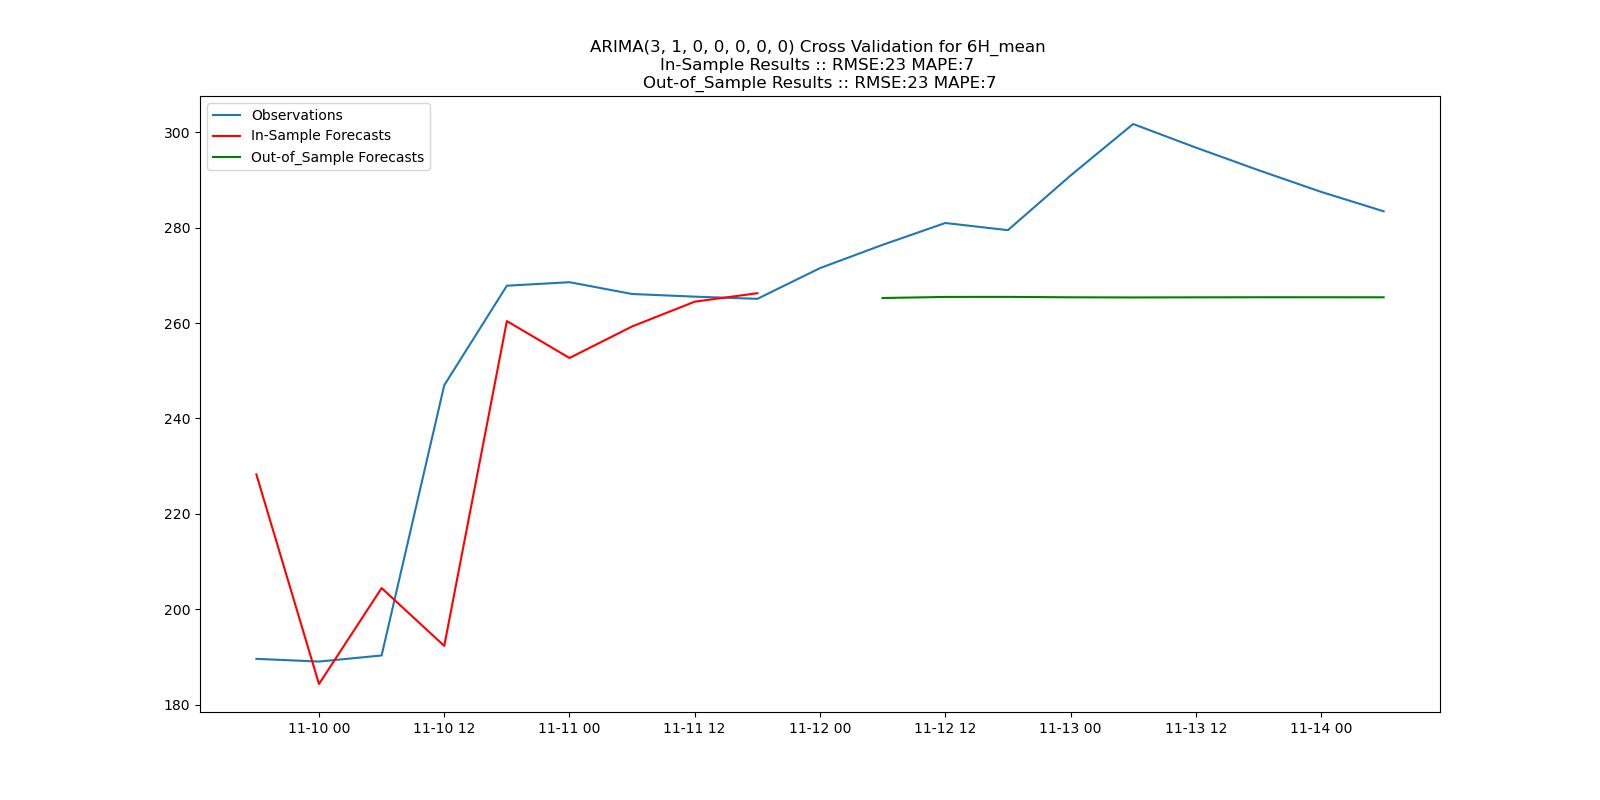 ARIMA(3, 1, 0, 0, 0, 0, 0) Cross Validation for 6H_mean
In-Sample Results :: RMSE:23 MAPE:7
Out-of_Sample Results :: RMSE:23 MAPE:7
Observations
In-Sample Forecasts
Out-of_Sample Forecasts
300
280
260
240
220
200
180
11-10 00
11-10 12
11-11 00
11-11 12
11-12 00
11-12 12
11-13 00
11-13 12
11-14 00